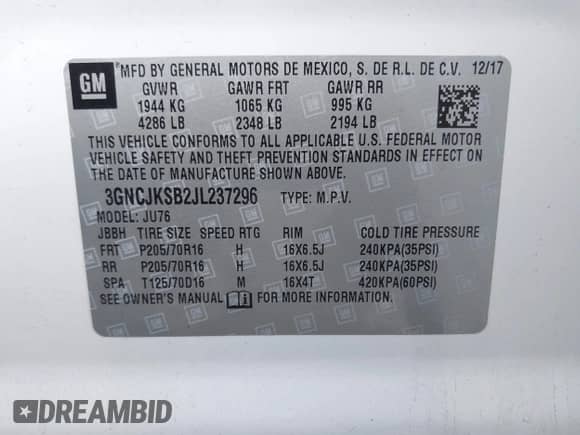 GM MFD BY GENERAL MOTORS DE MEXICO, S. DE R.L. DE C.V. 12/17
GVWR GAWR FRT GAWR RR
1944 KG 1065 KG 995 KG
4286 LB 2348 LB 2194 LB
THIS VEHICLE CONFORMS TO ALL APPLICABLE U.S. FEDERAL MOTOR
VEHICLE SAFETY AND THEFT PREVENTION STANDARDS IN EFFECT ON
THE DATE OF MANUFACTURE SHOWN ABOVE.
3GNCJKSB2JL237296 TYPE: M.P.V.
MODEL: JU76
JBBH TIRE SIZE SPEED RTG RIM COLD TIRE PRESSURE
FRT P205/70R16 H 16X6.5J 240KPA(35PSI)
RR P205/70R16 H 16X6.5J 240KPA(35PSI)
SPA T125/70D16 M 16X4T 420KPA(60PSI)
SEE OWNER'S MANUAL FOR MORE INFORMATION.
DREAMBID